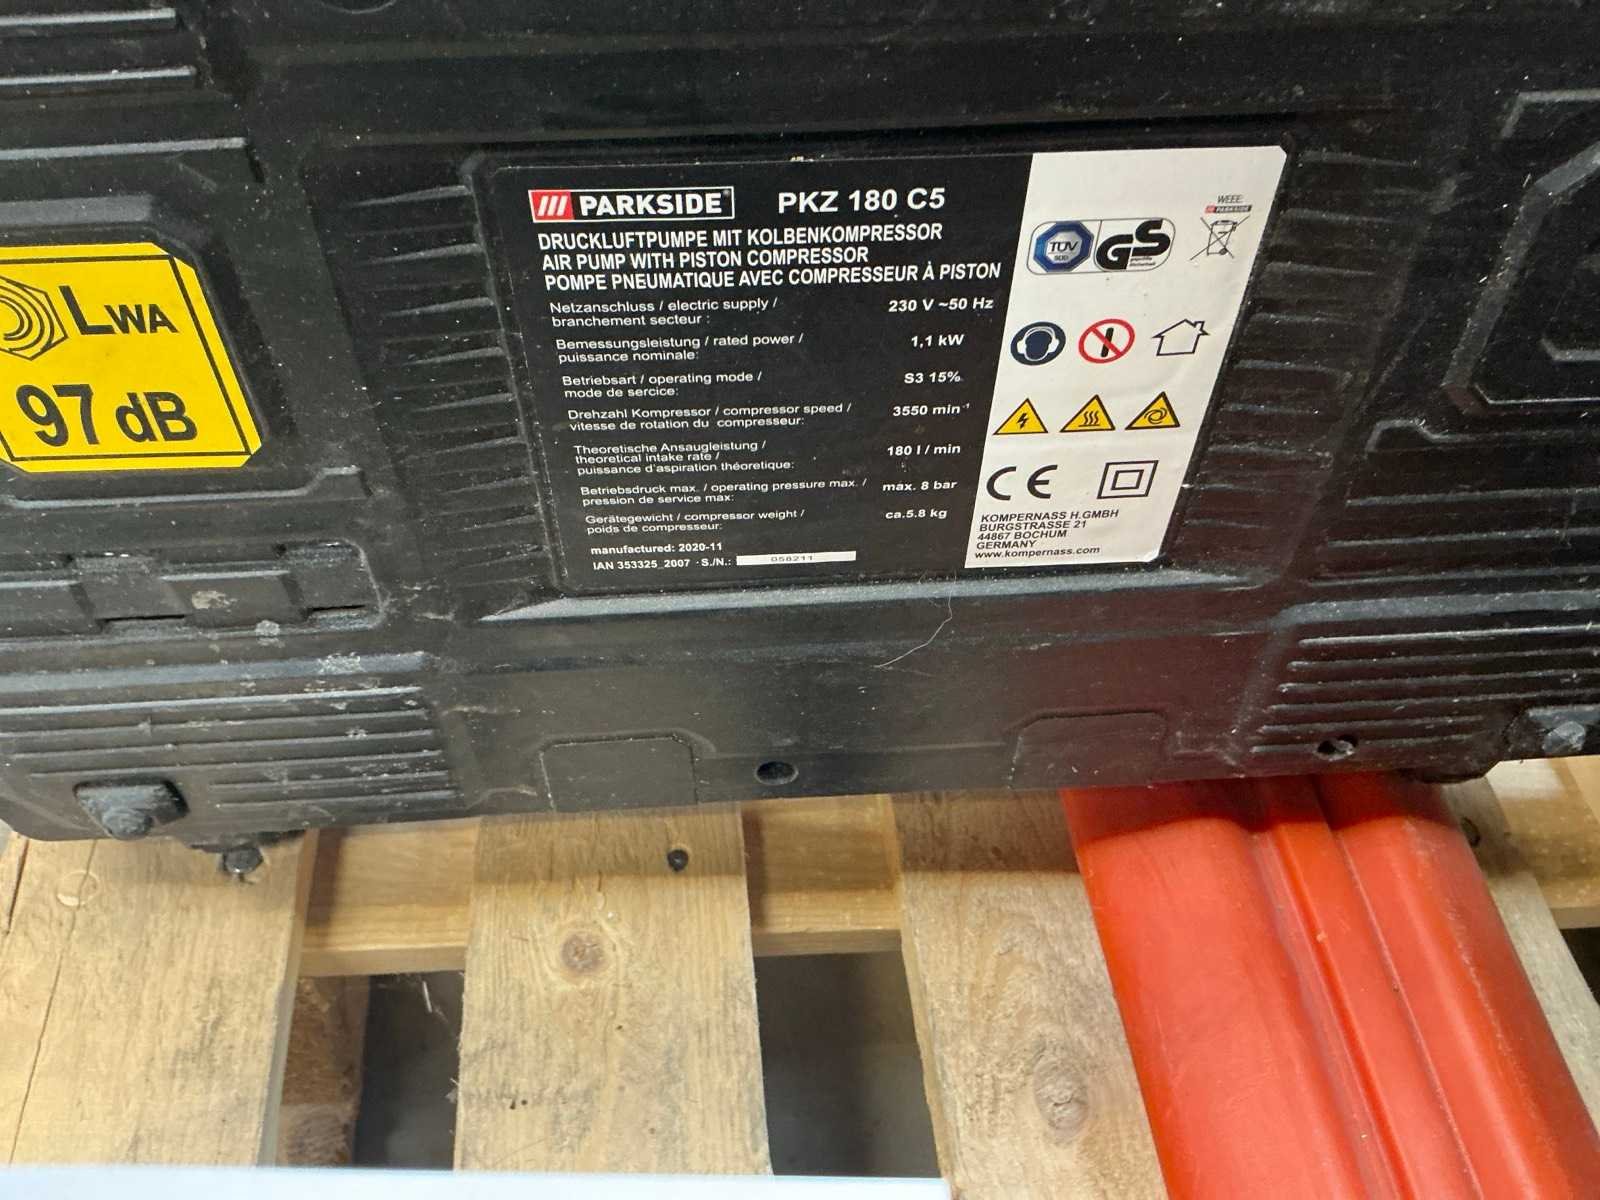 PARKSIDE® PKZ 180 C5
DRUCKLUFTPUMPE MIT KOLBENKOMPRESSOR
AIR PUMP WITH PISTON COMPRESSOR
POMPE PNEUMATIQUE AVEC COMPRESSEUR À PISTON
Netzanschluss / electric supply / 230 V ~50 Hz
branchement secteur :
Bemessungsleistung / rated power / 1,1 kW
puissance nominale:
Betriebsart / operating mode / S3 15%
mode de sercice:
Drehzahl Kompressor / compressor speed / 3550 min⁻¹
vitesse de rotation du compresseur:
Theoretische Ansaugleistung / 180 l / min
theoretical intake rate /
puissance d'aspiration théoretique:
Betriebsdruck max. / operating pressure max. / max. 8 bar
pression de service max:
Gerätegewicht / compressor weight / ca.5.8 kg
poids de compresseur:
manufactured: 2020-11
IAN 353325_2007 · S./N.: 058211
TÜV
SÜD
GS
geprüfte
Sicherheit
WEEE:
PARKSIDE
CE
KOMPERNASS H.GMBH
BURGSTRASSE 21
44867 BOCHUM
GERMANY
www.kompernass.com
LWA
97 dB